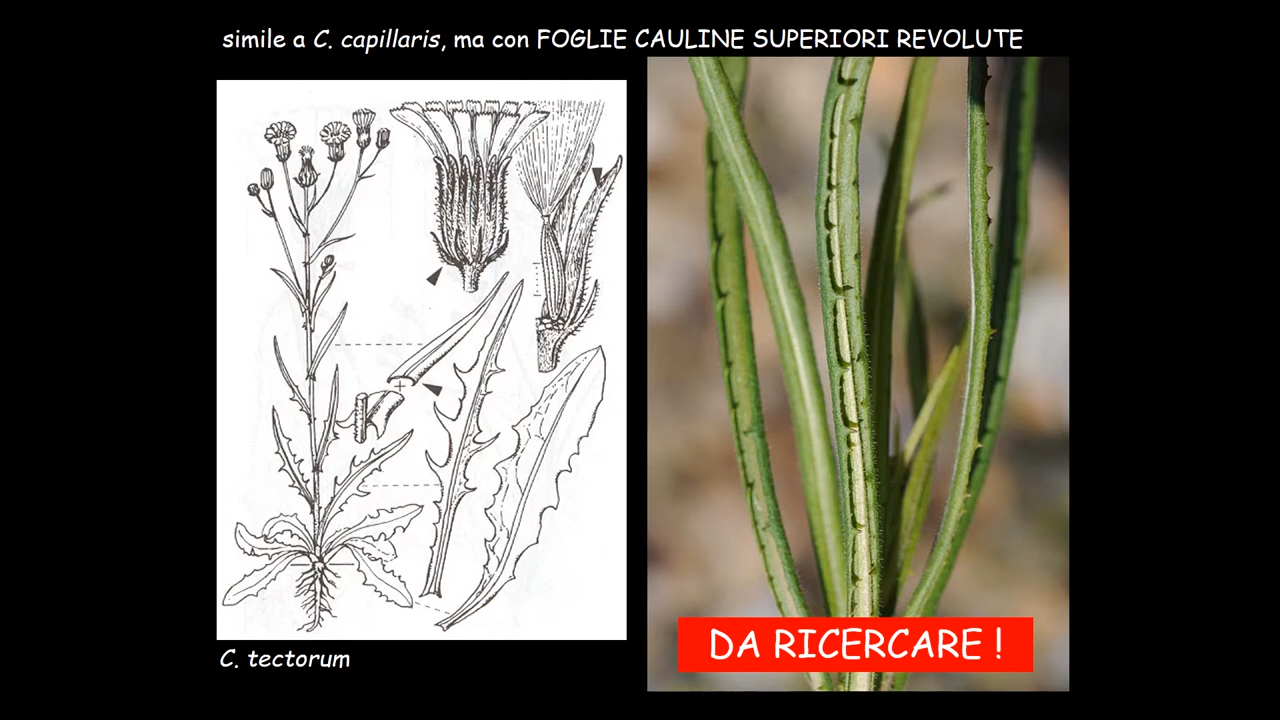 simile a C. capillaris, ma con FOGLIE CAULINE SUPERIORI REVOLUTE
DA RICERCARE !
C. tectorum